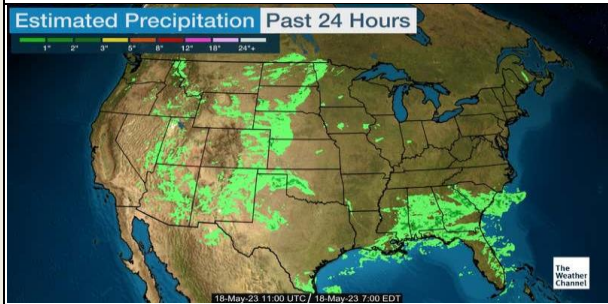 Estimated Precipitation Past 24 Hours
1" 2" 3" 5" 8" 12" 18" 24"+
The
Weather
Channel
18-May-23 11:00 UTC / 18-May-23 7:00 EDT